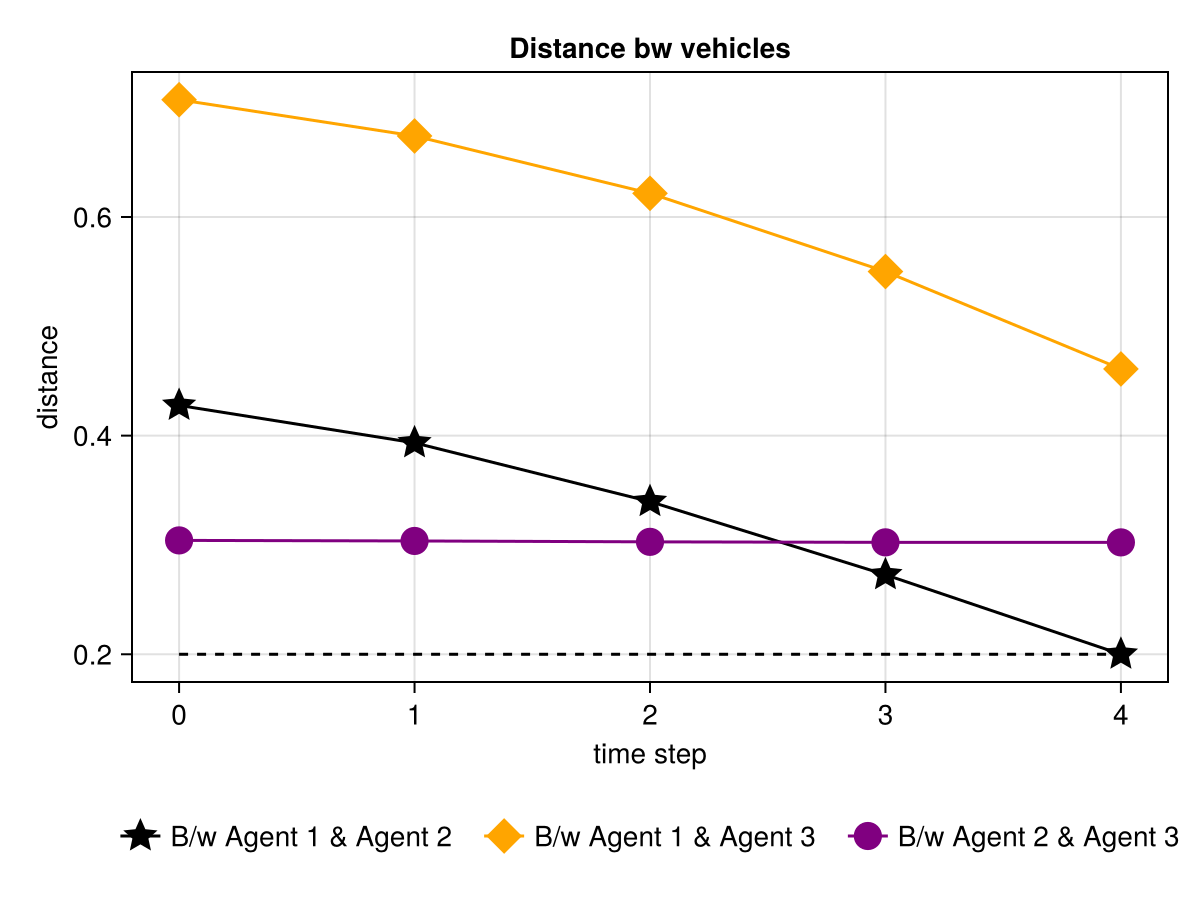 Distance bw vehicles
distance
0.6
0.4
0.2
0 1 2 3 4
time step
B/w Agent 1 & Agent 2 B/w Agent 1 & Agent 3 B/w Agent 2 & Agent 3